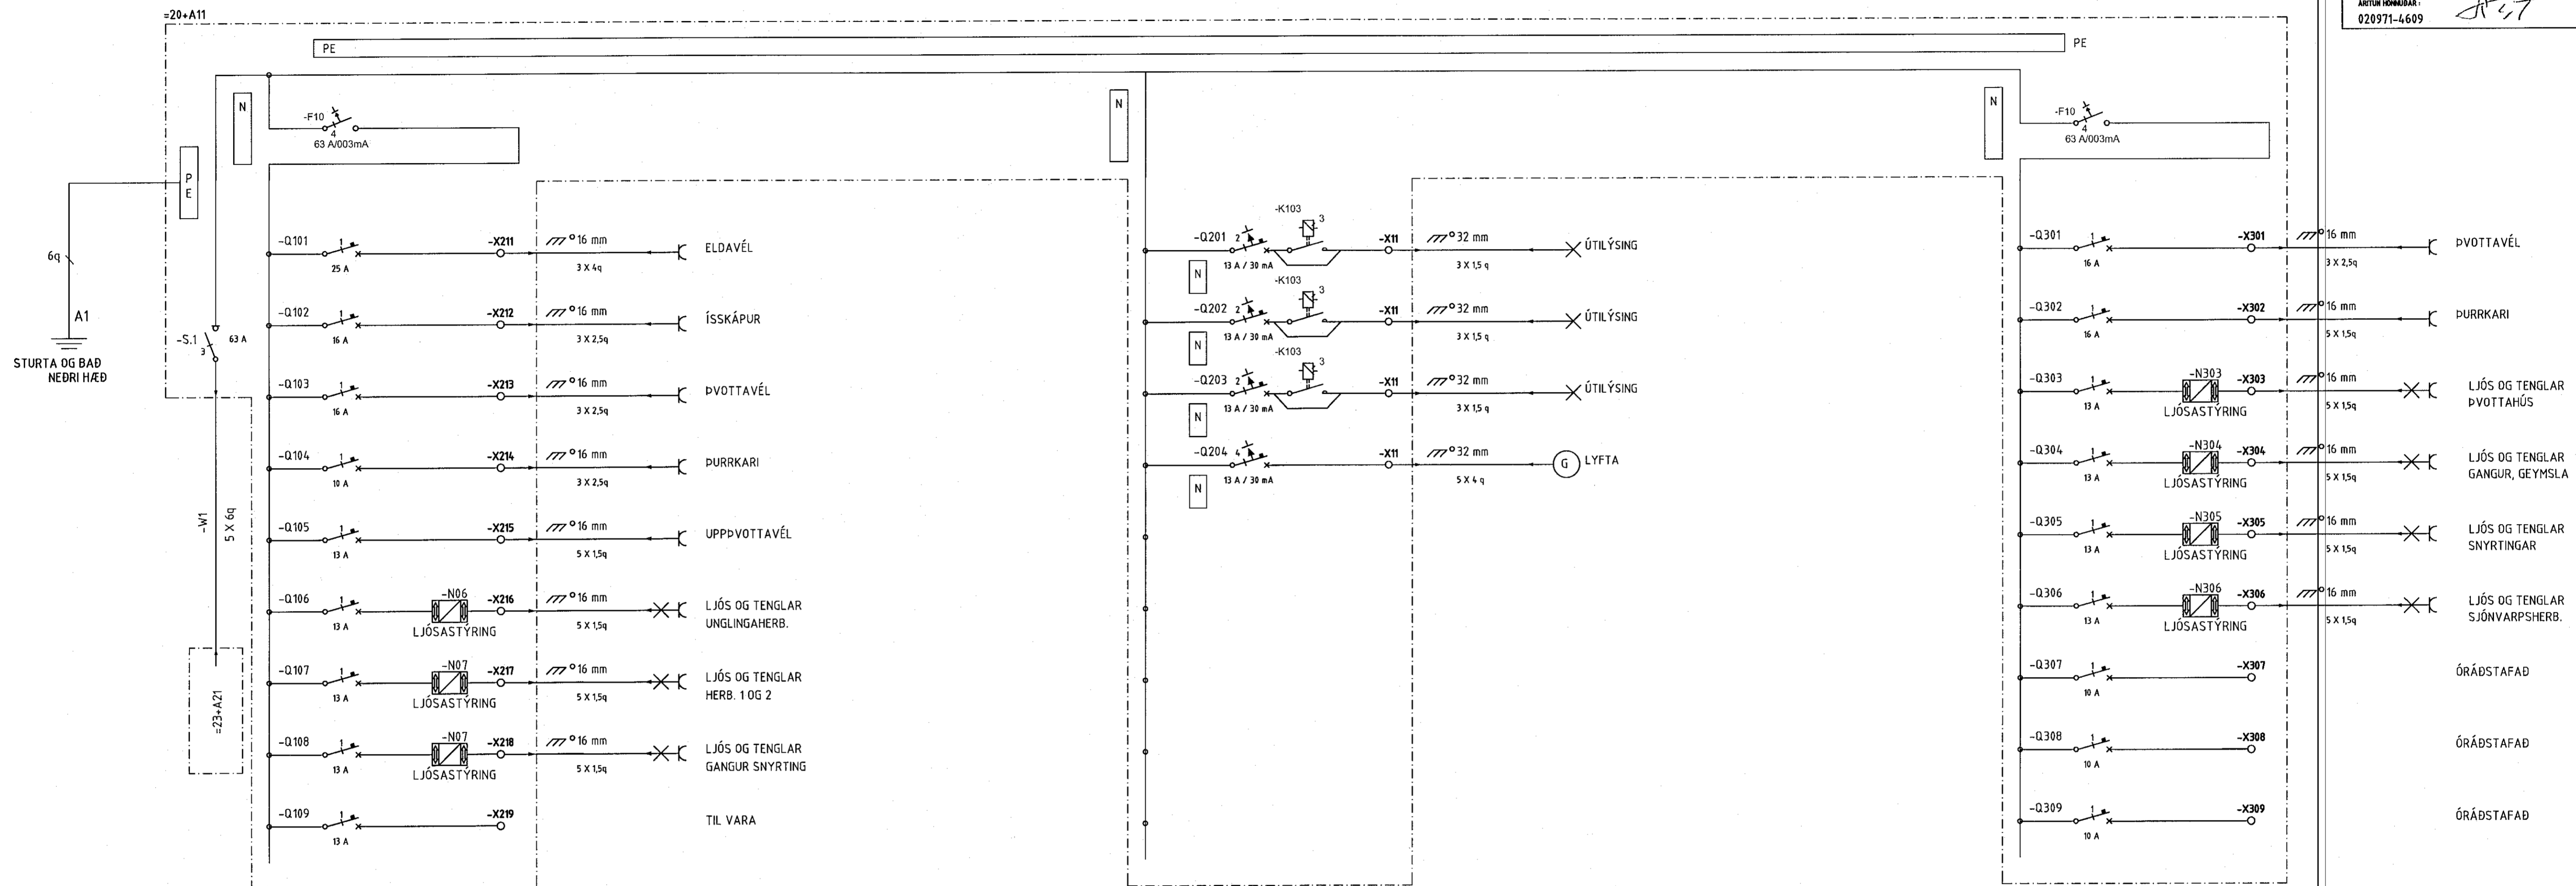 =20+A11
ÁRITUN HÖNNUÐAR:
020971-4609
PE
PE
N
-F10
4
63 A/003mA
N
N
-F10
4
63 A/003mA
P
E
6q
A1
STURTA OG BAÐ
NEÐRI HÆÐ
-S.1
3
63 A
-W1
5 X 6q
=23+A21
-Q101
1
25 A
-X211
16 mm
3 X 4q
ELDAVÉL
-Q102
1
16 A
-X212
16 mm
3 X 2,5q
ÍSSKÁPUR
-Q103
1
16 A
-X213
16 mm
3 X 2,5q
ÞVOTTAVÉL
-Q104
1
10 A
-X214
16 mm
3 X 2,5q
ÞURRKARI
-Q105
1
13 A
-X215
16 mm
5 X 1,5q
UPPÞVOTTAVÉL
-Q106
1
13 A
-N06
LJÓSASTÝRING
-X216
16 mm
5 X 1,5q
LJÓS OG TENGLAR
UNGLINGAHERB.
-Q107
1
13 A
-N07
LJÓSASTÝRING
-X217
16 mm
5 X 1,5q
LJÓS OG TENGLAR
HERB. 1 OG 2
-Q108
1
13 A
-N07
LJÓSASTÝRING
-X218
16 mm
5 X 1,5q
LJÓS OG TENGLAR
GANGUR SNYRTING
-Q109
1
13 A
-X219
TIL VARA
-Q201
2
13 A / 30 mA
N
-K103
3
-X11
32 mm
3 X 1,5 q
ÚTILÝSING
-Q202
2
13 A / 30 mA
N
-K103
3
-X11
32 mm
3 X 1,5 q
ÚTILÝSING
-Q203
2
13 A / 30 mA
N
-K103
3
-X11
32 mm
3 X 1,5 q
ÚTILÝSING
-Q204
4
13 A / 30 mA
N
-X11
32 mm
5 X 4 q
G
LYFTA
-Q301
1
16 A
-X301
16 mm
3 X 2,5q
ÞVOTTAVÉL
-Q302
1
16 A
-X302
16 mm
5 X 1,5q
ÞURRKARI
-Q303
1
13 A
-N303
LJÓSASTÝRING
-X303
16 mm
5 X 1,5q
LJÓS OG TENGLAR
ÞVOTTAHÚS
-Q304
1
13 A
-N304
LJÓSASTÝRING
-X304
16 mm
5 X 1,5q
LJÓS OG TENGLAR
GANGUR, GEYMSLA
-Q305
1
13 A
-N305
LJÓSASTÝRING
-X305
16 mm
5 X 1,5q
LJÓS OG TENGLAR
SNYRTINGAR
-Q306
1
13 A
-N306
LJÓSASTÝRING
-X306
16 mm
5 X 1,5q
LJÓS OG TENGLAR
SJÓNVARPSHERB.
-Q307
1
10 A
-X307
ÓRÁÐSTAFAÐ
-Q308
1
10 A
-X308
ÓRÁÐSTAFAÐ
-Q309
1
10 A
-X309
ÓRÁÐSTAFAÐ